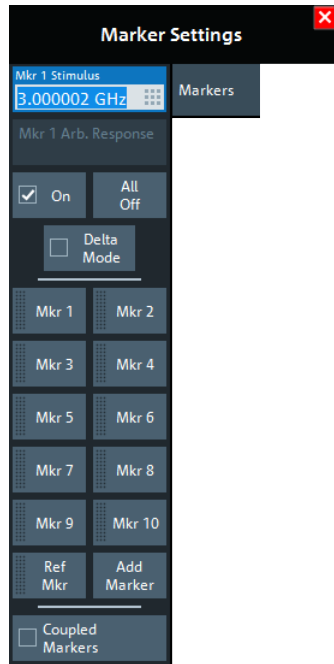 Marker Settings
Mkr 1 Stimulus
3.000002 GHz
Markers
Mkr 1 Arb. Response
On
All
Off
Delta
Mode
Mkr 1
Mkr 2
Mkr 3
Mkr 4
Mkr 5
Mkr 6
Mkr 7
Mkr 8
Mkr 9
Mkr 10
Ref
Mkr
Add
Marker
Coupled
Markers